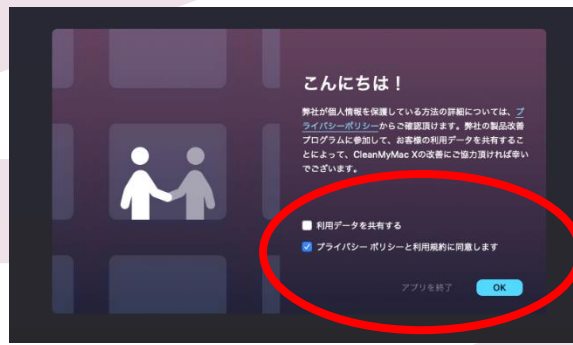 こんにちは！
弊社が個人情報を保護している方法の詳細については、プ
ライバシーポリシーからご確認頂けます。弊社の製品改善
プログラムに参加して、お客様の利用データを共有するこ
とによって、CleanMyMac Xの改善にご協力頂ければ幸い
でございます。
利用データを共有する
プライバシー ポリシーと利用規約に同意します
アプリを終了
OK